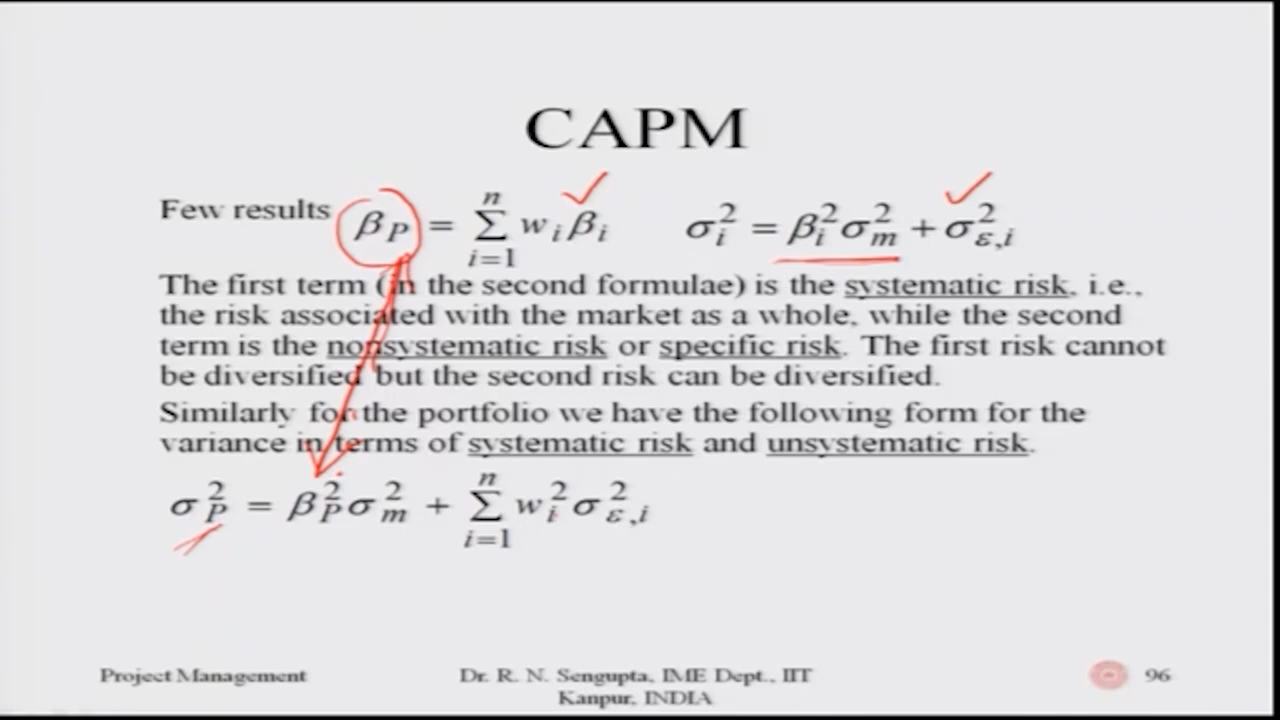 CAPM
Few results β_P = Σ_{i=1}^{n} w_i β_i    σ_i^2 = β_i^2 σ_m^2 + σ_{ε,i}^2
The first term (in the second formulae) is the systematic risk, i.e.,
the risk associated with the market as a whole, while the second
term is the nonsystematic risk or specific risk. The first risk cannot
be diversified but the second risk can be diversified.
Similarly for the portfolio we have the following form for the
variance in terms of systematic risk and unsystematic risk.
σ_P^2 = β_P^2 σ_m^2 + Σ_{i=1}^{n} w_i^2 σ_{ε,i}^2
Project Management    Dr. R. N. Sengupta, IME Dept., IIT    96
Kanpur, INDIA